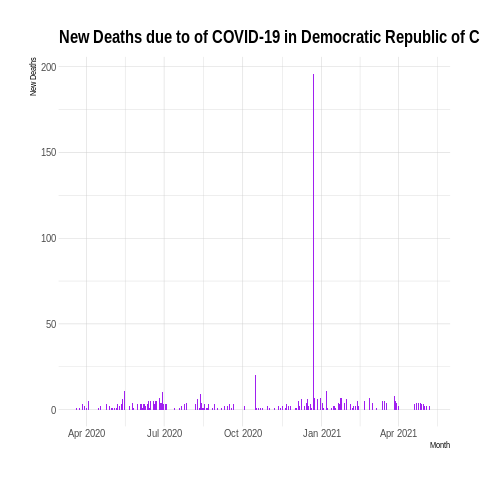 New Deaths due to of COVID-19 in Democratic Republic of C
New Deaths
200
150
100
50
0
Apr 2020 Jul 2020 Oct 2020 Jan 2021 Apr 2021
Month